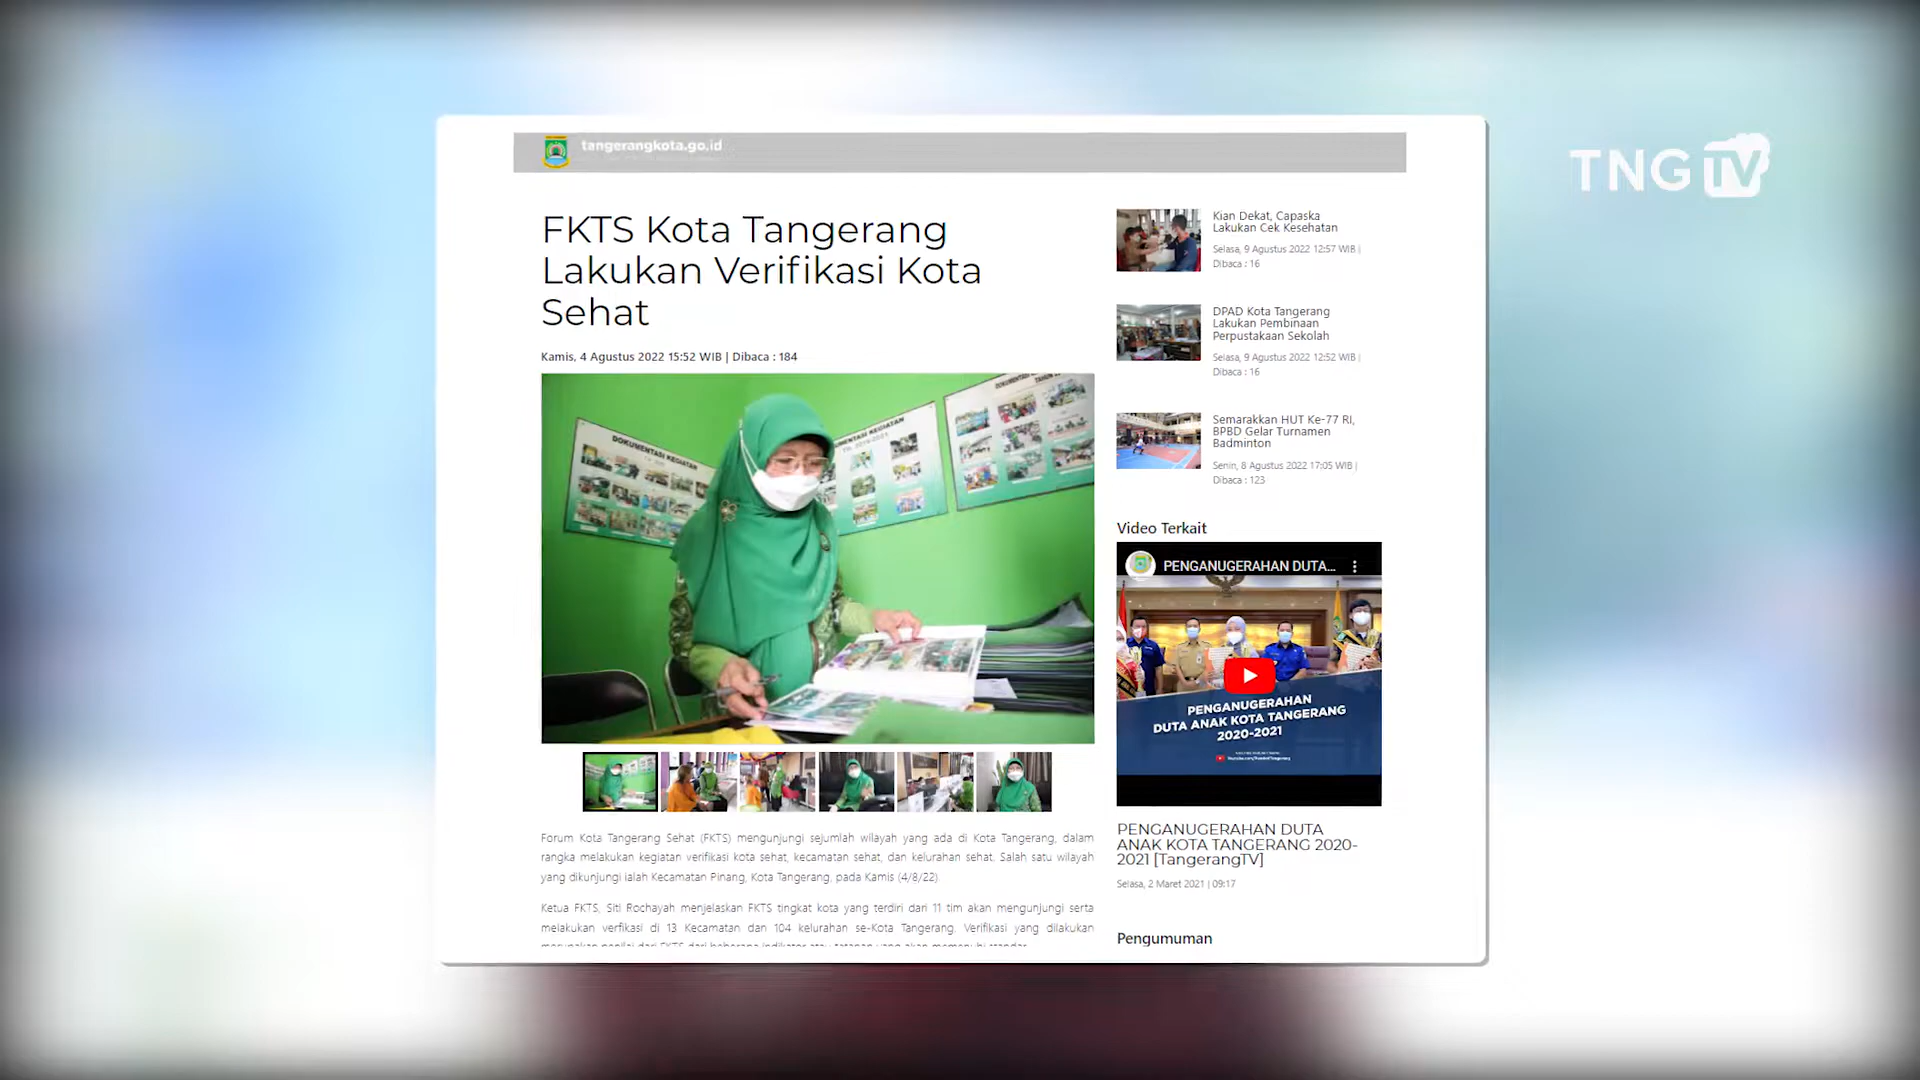 TNG TV
tangerangkota.go.id
FKTS Kota Tangerang
Lakukan Verifikasi Kota
Sehat
Kamis, 4 Agustus 2022 15:52 WIB | Dibaca : 184
DOKUMENTASI KEGIATAN
Forum Kota Tangerang Sehat (FKTS) mengunjungi sejumlah wilayah yang ada di Kota Tangerang, dalam
rangka melakukan kegiatan verifikasi kota sehat, kecamatan sehat, dan kelurahan sehat. Salah satu wilayah
yang dikunjungi ialah Kecamatan Pinang, Kota Tangerang, pada Kamis (4/8/22).
Ketua FKTS, Siti Rochayah menjelaskan FKTS tingkat kota yang terdiri dari 11 tim akan mengunjungi serta
melakukan verfikasi di 13 Kecamatan dan 104 kelurahan se-Kota Tangerang. Verifikasi yang dilakukan
Kian Dekat, Capaska
Lakukan Cek Kesehatan
Selasa, 9 Agustus 2022 12:57 WIB |
Dibaca : 16
DPAD Kota Tangerang
Lakukan Pembinaan
Perpustakaan Sekolah
Selasa, 9 Agustus 2022 12:52 WIB |
Dibaca : 16
Semarakkan HUT Ke-77 RI,
BPBD Gelar Turnamen
Badminton
Senin, 8 Agustus 2022 17:05 WIB |
Dibaca : 123
Video Terkait
PENGANUGERAHAN DUTA...
PENGANUGERAHAN
DUTA ANAK KOTA TANGERANG
2020-2021
PENGANUGERAHAN DUTA
ANAK KOTA TANGERANG 2020-
2021 [TangerangTV]
Selasa, 2 Maret 2021 | 09:17
Pengumuman